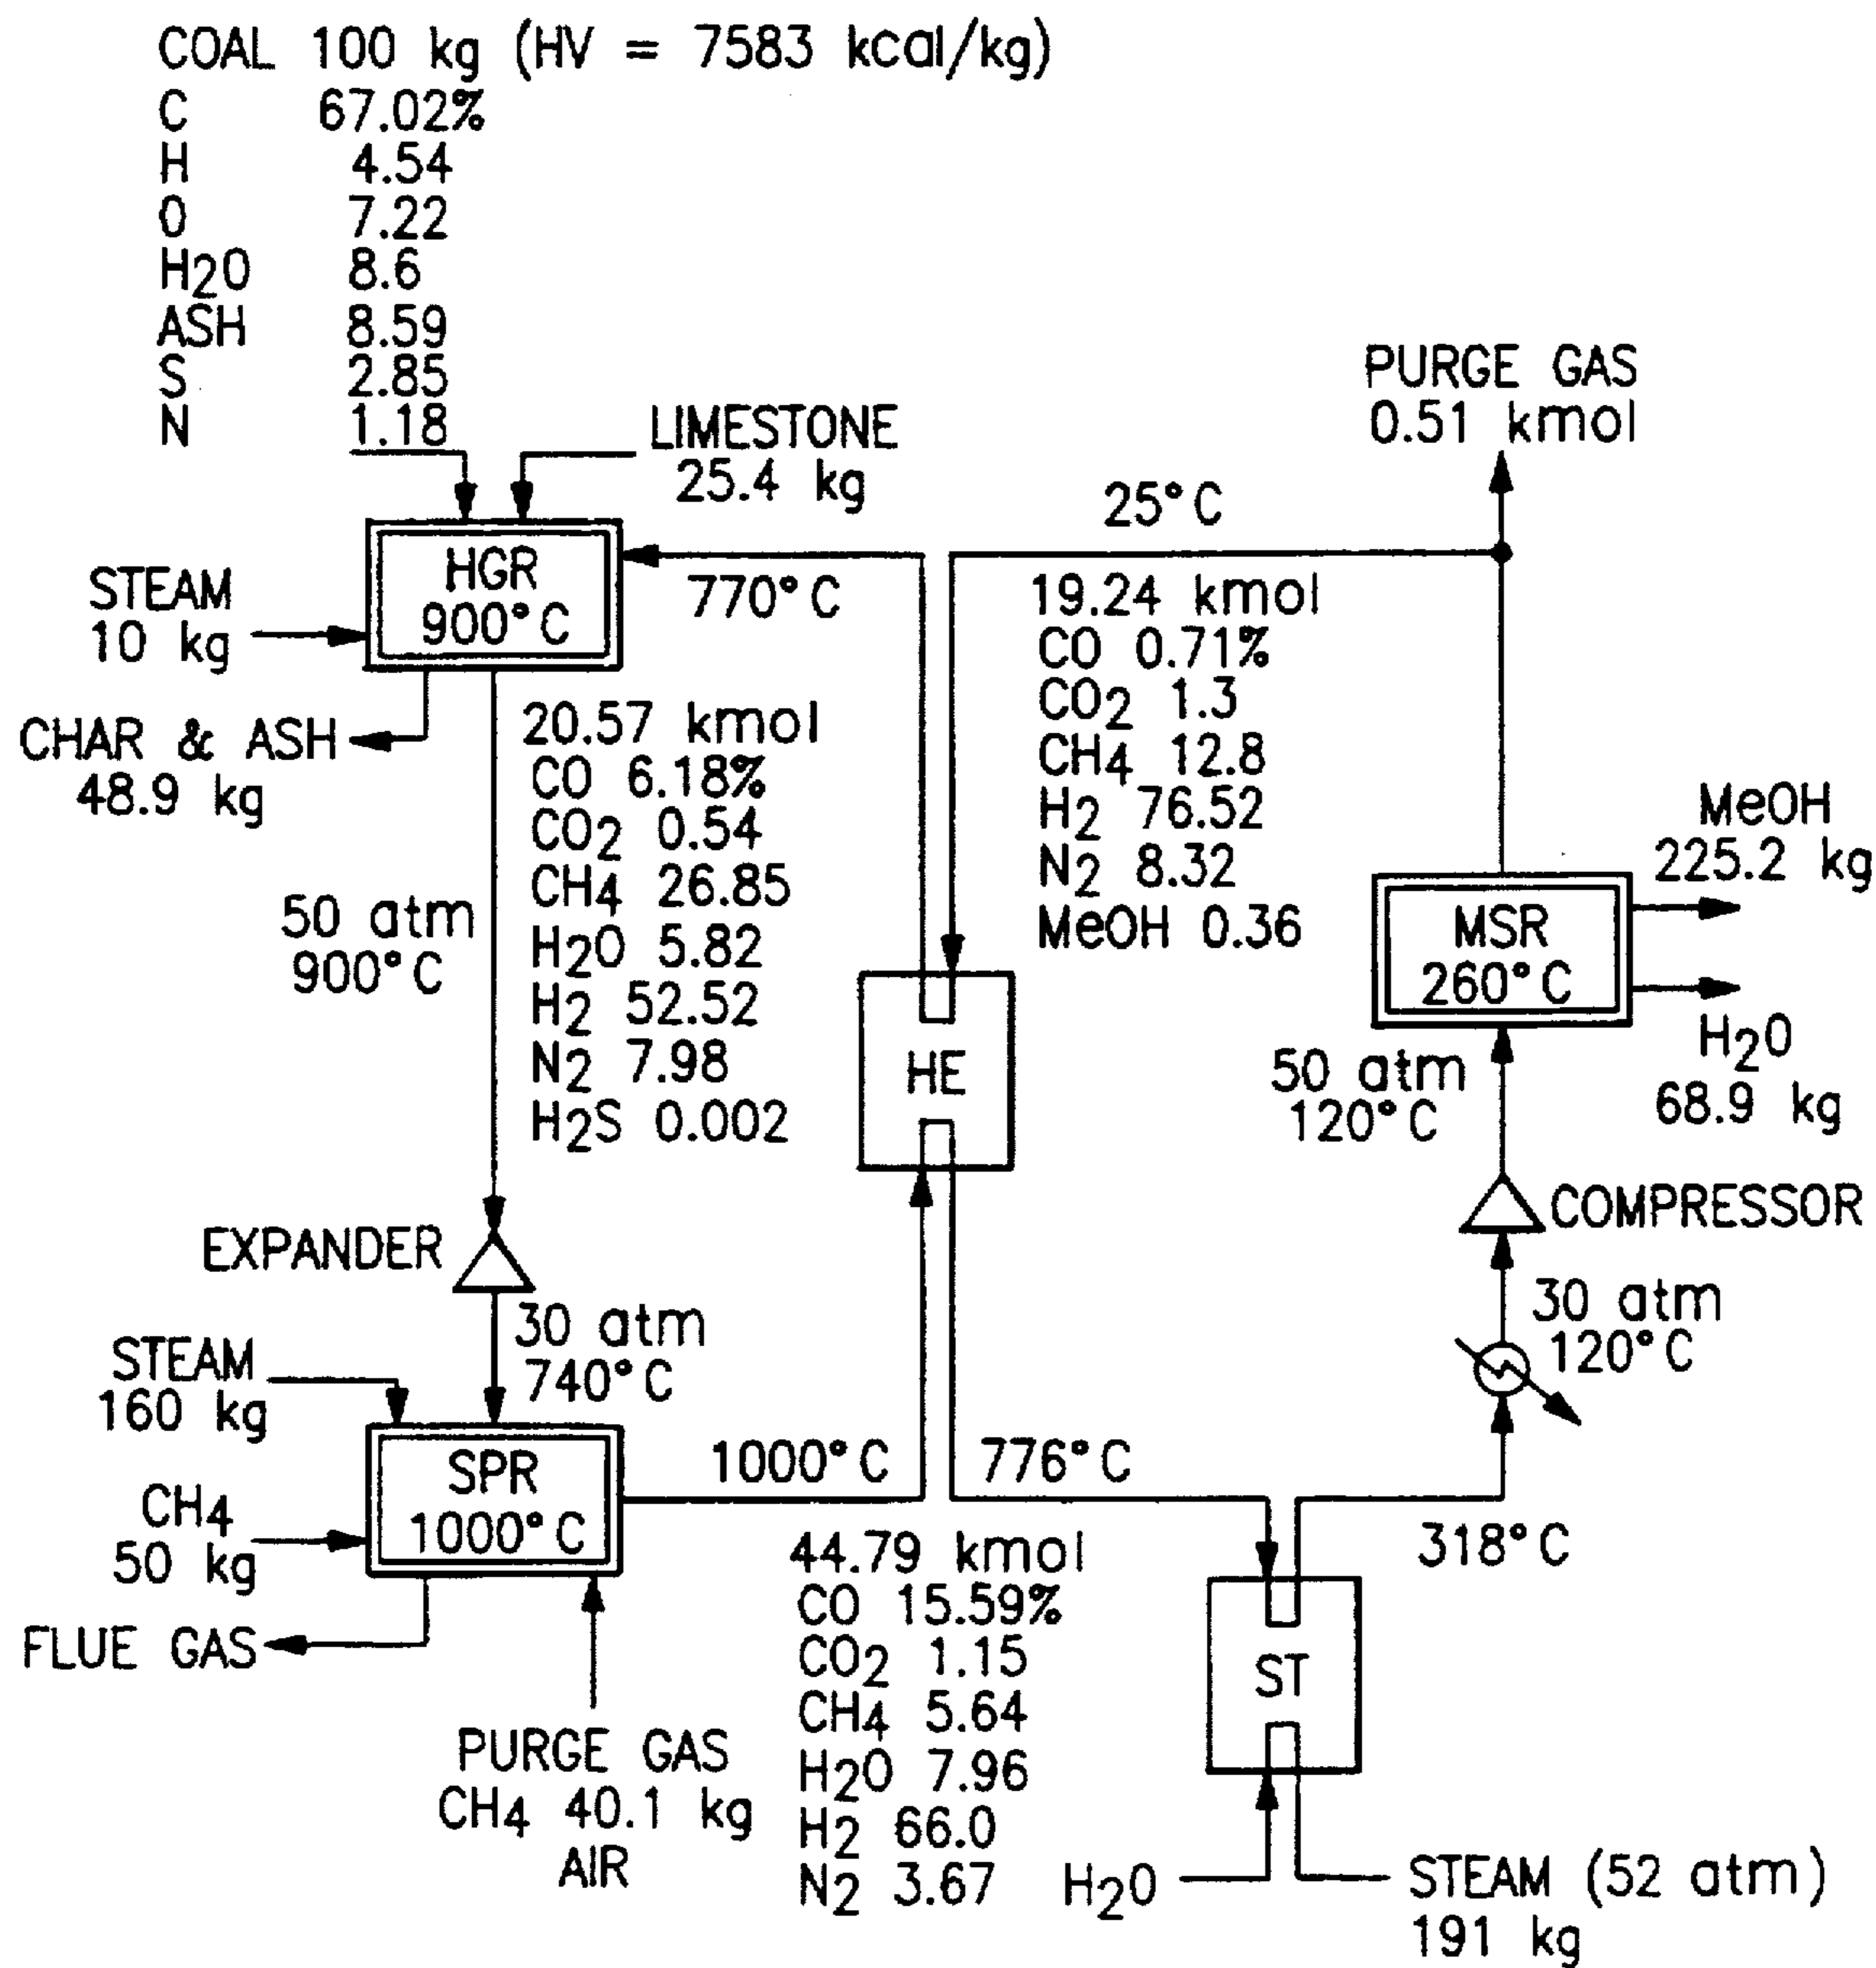 COAL 100 kg (HV = 7583 kcal/kg)
C 67.02%
H 4.54
O 7.22
H2O 8.6
ASH 8.59
S 2.85
N 1.18
LIMESTONE
25.4 kg
HGR
900°C
STEAM
10 kg
CHAR & ASH
48.9 kg
770°C
25°C
PURGE GAS
0.51 kmol
19.24 kmol
CO 0.71%
CO2 1.3
CH4 12.8
H2 76.52
N2 8.32
MeOH 0.36
20.57 kmol
CO 6.18%
CO2 0.54
CH4 26.85
H2O 5.82
H2 52.52
N2 7.98
H2S 0.002
50 atm
900°C
HE
MSR
260°C
MeOH
225.2 kg
H2O
68.9 kg
50 atm
120°C
COMPRESSOR
30 atm
120°C
EXPANDER
30 atm
740°C
STEAM
160 kg
SPR
1000°C
CH4
50 kg
FLUE GAS
PURGE GAS
CH4 40.1 kg
AIR
1000°C
776°C
44.79 kmol
CO 15.59%
CO2 1.15
CH4 5.64
H2O 7.96
H2 66.0
N2 3.67
318°C
ST
H2O
STEAM (52 atm)
191 kg